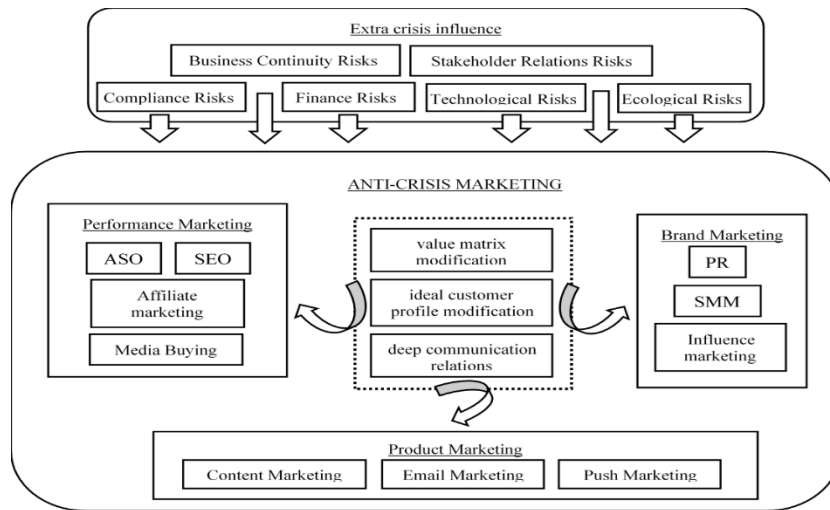 Extra crisis influence
Business Continuity Risks
Stakeholder Relations Risks
Compliance Risks
Finance Risks
Technological Risks
Ecological Risks
ANTI-CRISIS MARKETING
Performance Marketing
ASO
SEO
Affiliate
marketing
Media Buying
value matrix
modification
ideal customer
profile modification
deep communication
relations
Brand Marketing
PR
SMM
Influence
marketing
Product Marketing
Content Marketing
Email Marketing
Push Marketing